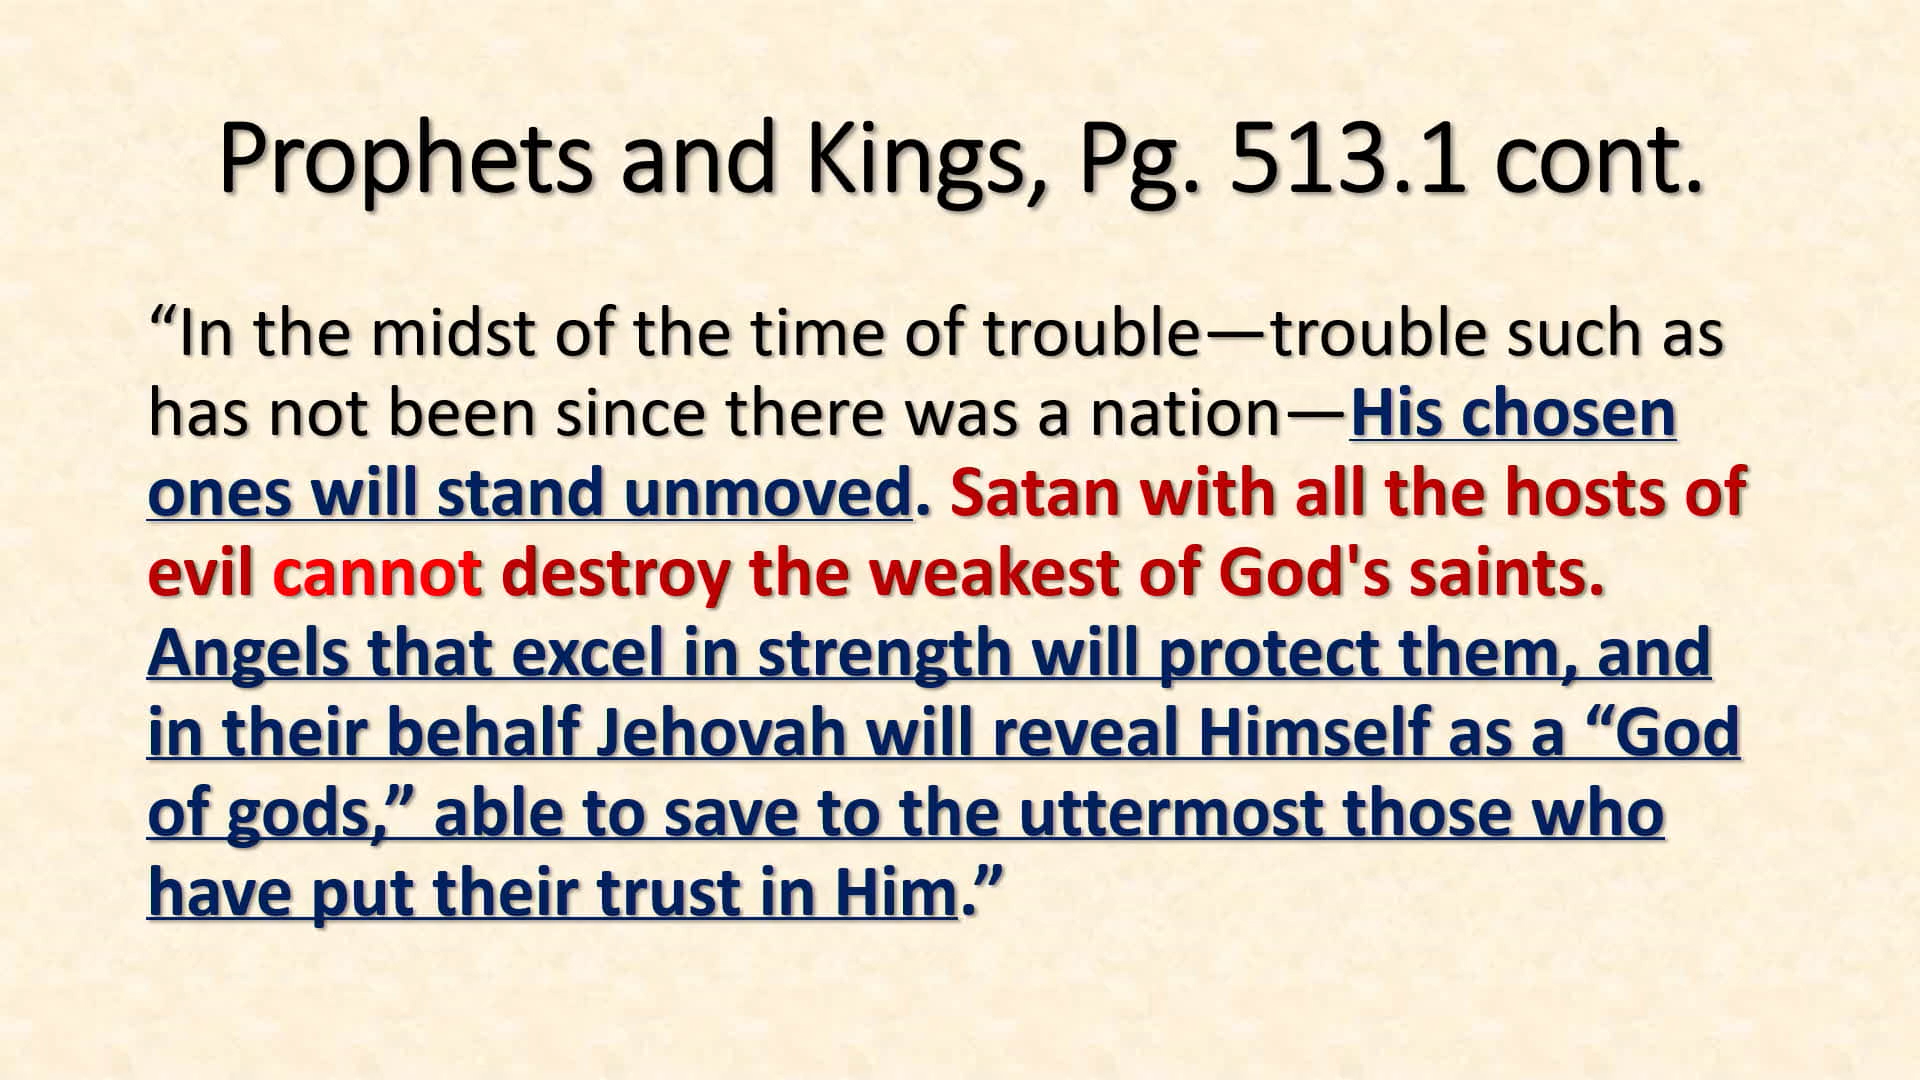 Prophets and Kings, Pg. 513.1 cont.
“In the midst of the time of trouble—trouble such as
has not been since there was a nation—His chosen
ones will stand unmoved. Satan with all the hosts of
evil cannot destroy the weakest of God's saints.
Angels that excel in strength will protect them, and
in their behalf Jehovah will reveal Himself as a “God
of gods,” able to save to the uttermost those who
have put their trust in Him.”